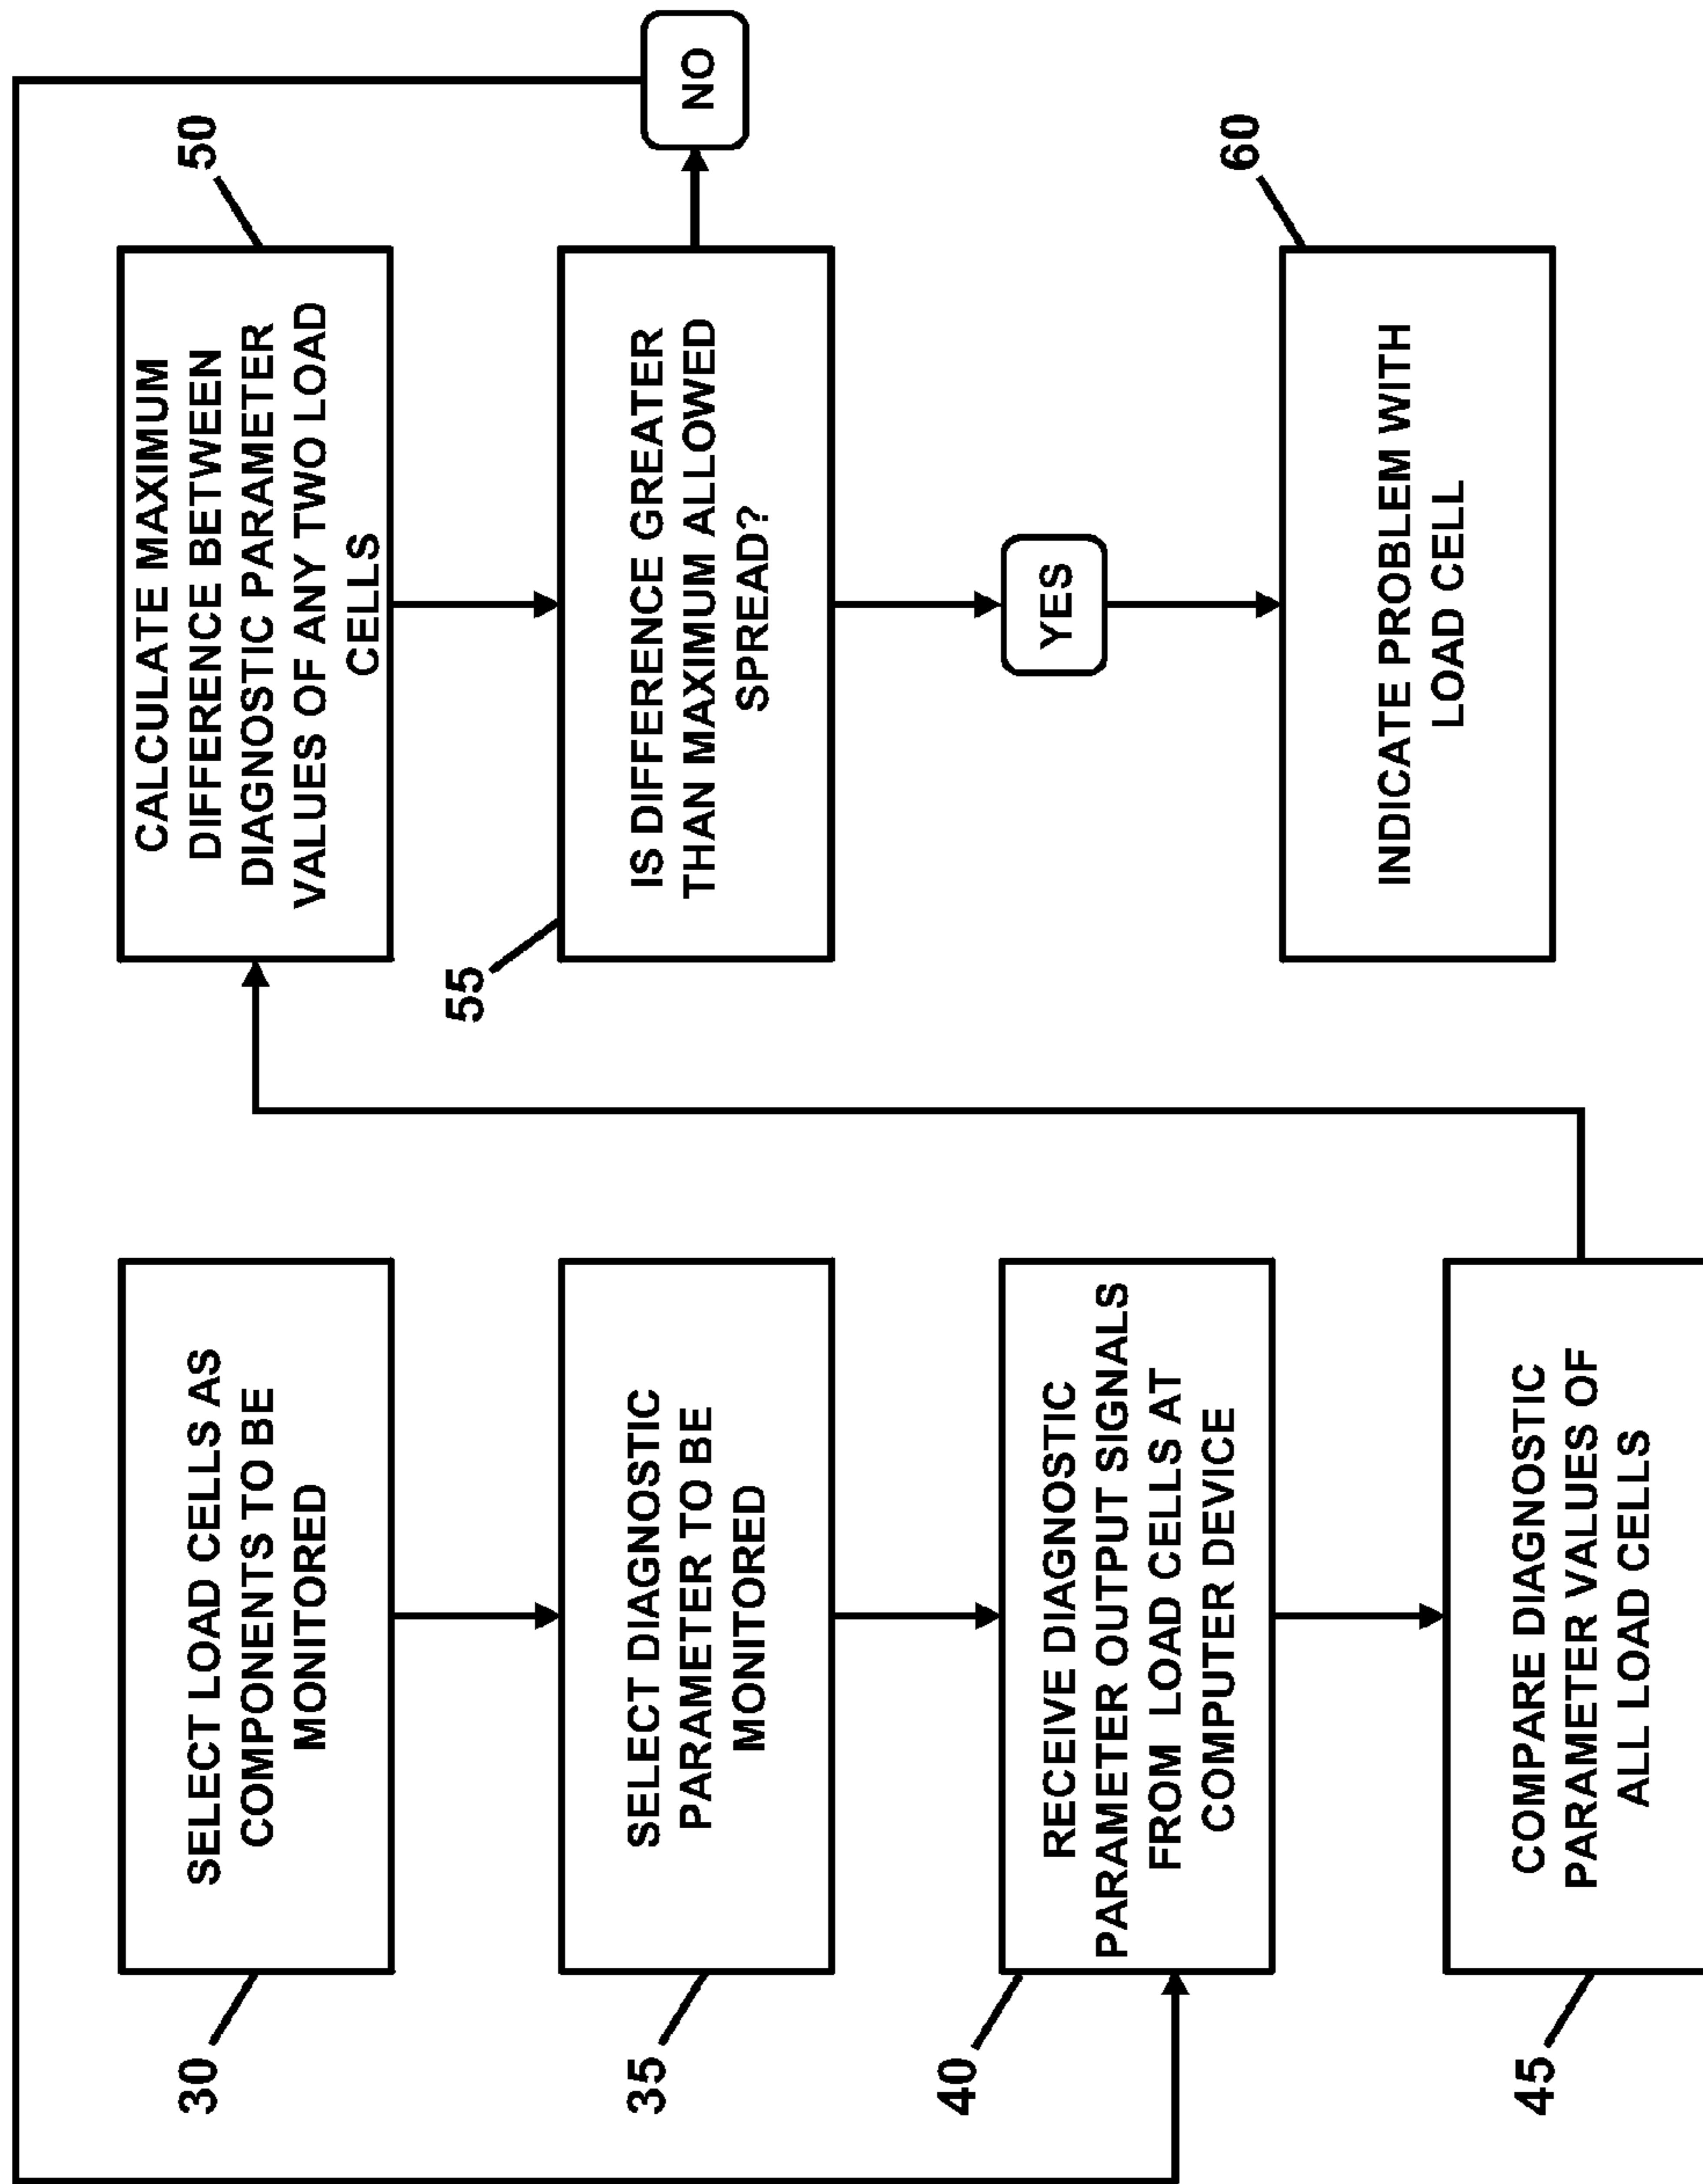 30
SELECT LOAD CELLS AS
COMPONENTS TO BE
MONITORED
35
SELECT DIAGNOSTIC
PARAMETER TO BE
MONITORED
40
RECEIVE DIAGNOSTIC
PARAMETER OUTPUT SIGNALS
FROM LOAD CELLS AT
COMPUTER DEVICE
45
COMPARE DIAGNOSTIC
PARAMETER VALUES OF
ALL LOAD CELLS
50
CALCULATE MAXIMUM
DIFFERENCE BETWEEN
DIAGNOSTIC PARAMETER
VALUES OF ANY TWO LOAD
CELLS
55
IS DIFFERENCE GREATER
THAN MAXIMUM ALLOWED
SPREAD?
NO
YES
60
INDICATE PROBLEM WITH
LOAD CELL